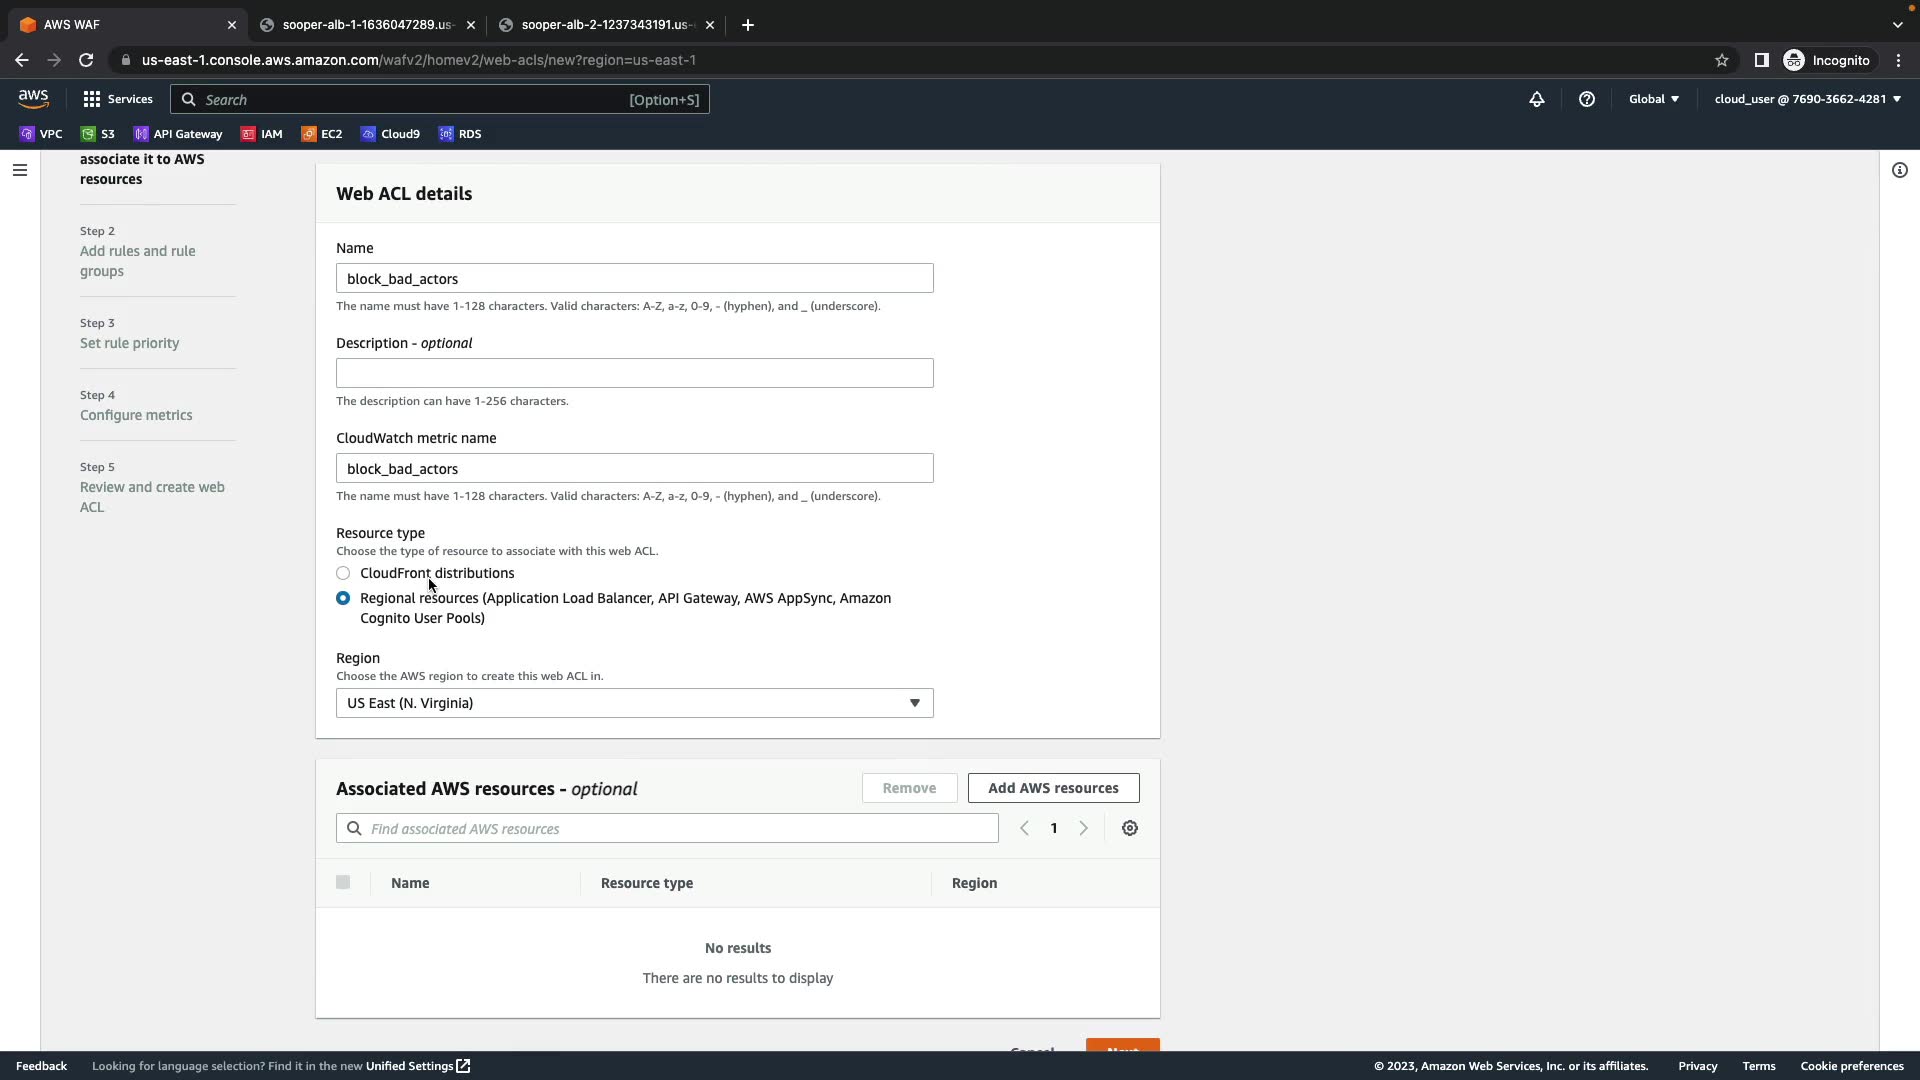 AWS WAF
sooper-alb-1-1636047289.us-
sooper-alb-2-1237343191.us-
us-east-1.console.aws.amazon.com/wafv2/homev2/web-acls/new?region=us-east-1
Incognito
aws
Services
Search
[Option+S]
Global
cloud_user @ 7690-3662-4281
VPC
S3
API Gateway
IAM
EC2
Cloud9
RDS
associate it to AWS
resources
Step 2
Add rules and rule
groups
Step 3
Set rule priority
Step 4
Configure metrics
Step 5
Review and create web
ACL
Web ACL details
Name
block_bad_actors
The name must have 1-128 characters. Valid characters: A-Z, a-z, 0-9, - (hyphen), and _ (underscore).
Description - optional
The description can have 1-256 characters.
CloudWatch metric name
block_bad_actors
The name must have 1-128 characters. Valid characters: A-Z, a-z, 0-9, - (hyphen), and _ (underscore).
Resource type
Choose the type of resource to associate with this web ACL.
CloudFront distributions
Regional resources (Application Load Balancer, API Gateway, AWS AppSync, Amazon
Cognito User Pools)
Region
Choose the AWS region to create this web ACL in.
US East (N. Virginia)
Associated AWS resources - optional
Remove
Add AWS resources
Find associated AWS resources
1
Name
Resource type
Region
No results
There are no results to display
Cancel
Next
Feedback
Looking for language selection? Find it in the new Unified Settings
© 2023, Amazon Web Services, Inc. or its affiliates.
Privacy
Terms
Cookie preferences